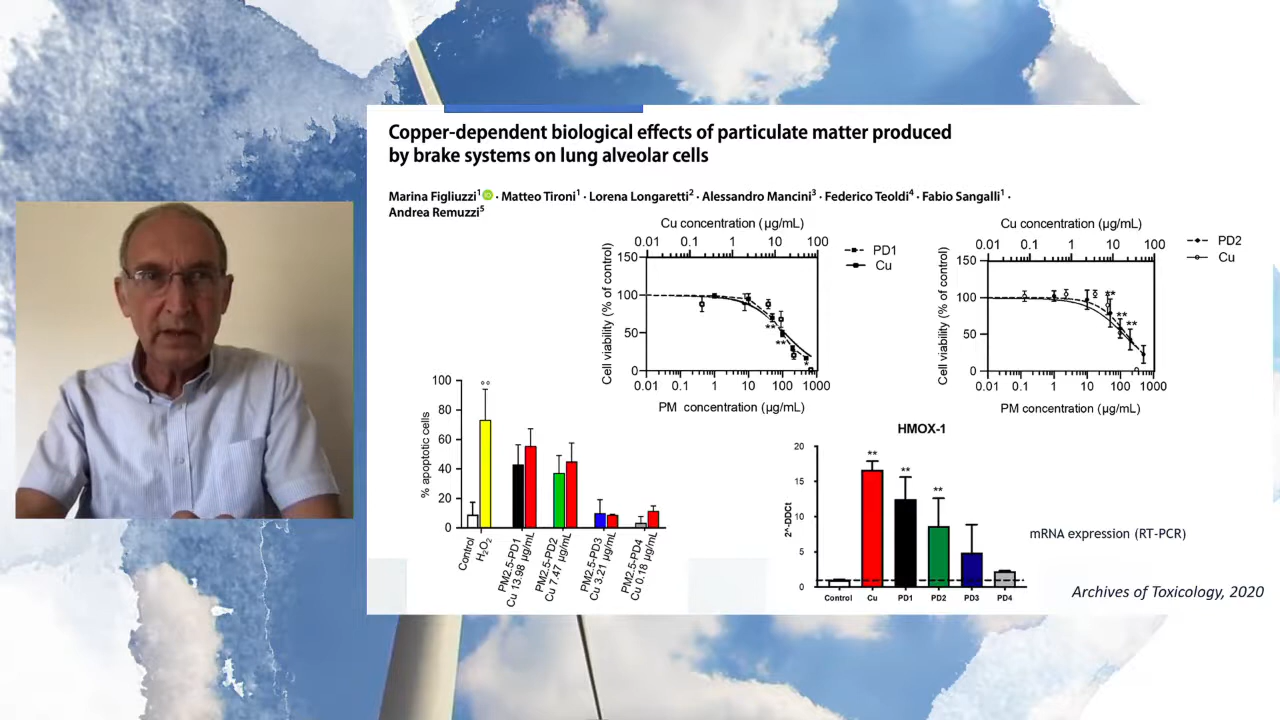 Copper-dependent biological effects of particulate matter produced
by brake systems on lung alveolar cells
Marina Figliuzzi1 · Matteo Tironi1 · Lorena Longaretti2 · Alessandro Mancini3 · Federico Teoldi4 · Fabio Sangalli1 ·
Andrea Remuzzi5
Cu concentration (µg/mL)
0.01 0.1 1 10 100
150
100
50
0
Cell viability (% of control)
0.01 0.1 1 10 100 1000
PM concentration (µg/mL)
PD1
Cu
** ** *
Cu concentration (µg/mL)
0.01 0.1 1 10 100
150
100
50
0
Cell viability (% of control)
0.01 0.1 1 10 100 1000
PM concentration (µg/mL)
PD2
Cu
** ** **
100
80
60
40
20
0
% apoptotic cells
°°
Control
H2O2
PM2.5-PD1
Cu 13.98 µg/mL
PM2.5-PD2
Cu 7.47 µg/mL
PM2.5-PD3
Cu 3.21 µg/mL
PM2.5-PD4
Cu 0.18 µg/mL
HMOX-1
20
15
10
5
0
2^-DDCt
** ** **
Control Cu PD1 PD2 PD3 PD4
mRNA expression (RT-PCR)
Archives of Toxicology, 2020